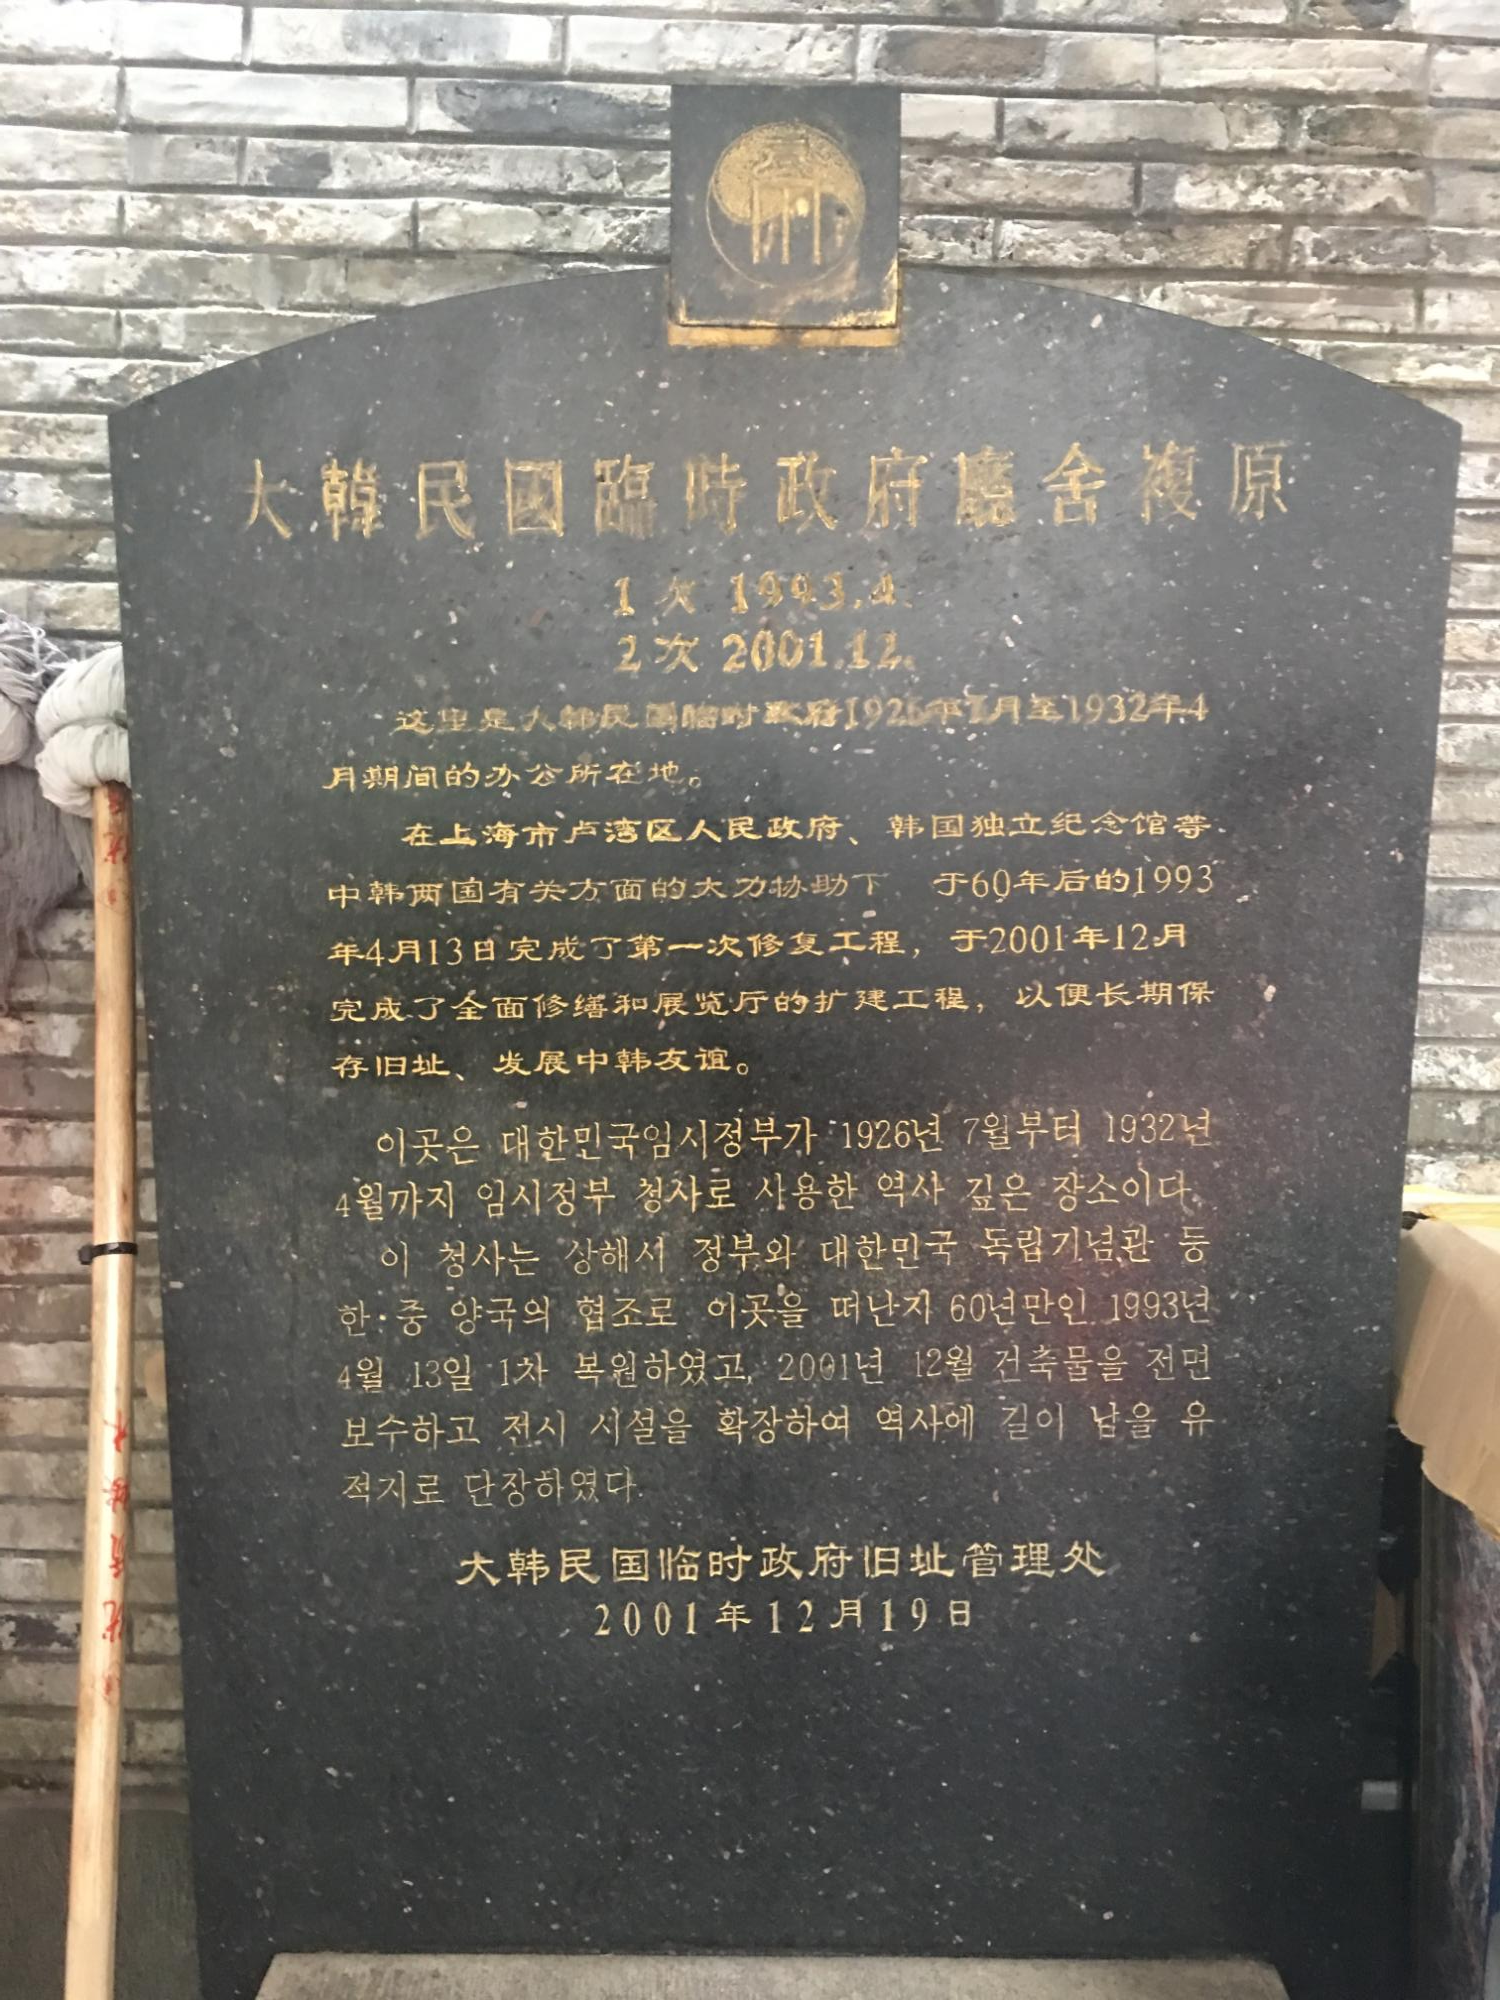 大韓民國臨時政府廳舍複原
1次 1993.4.
2次 2001.12.
这里是大韩民国临时政府1926年7月至1932年4
月期间的办公所在地。
在上海市卢湾区人民政府、韩国独立纪念馆等
中韩两国有关方面的大力协助下 于60年后的1993
年4月13日完成了第一次修复工程，于2001年12月
完成了全面修缮和展览厅的扩建工程，以便长期保
存旧址、发展中韩友谊。
이곳은 대한민국임시정부가 1926년 7월부터 1932년
4월까지 임시정부 청사로 사용한 역사 깊은 장소이다.
이 청사는 상해서 정부와 대한민국 독립기념관 등
한·중 양국의 협조로 이곳을 떠난지 60년만인 1993년
4월 13일 1차 복원하였고, 2001년 12월 건축물을 전면
보수하고 전시 시설을 확장하여 역사에 길이 남을 유
적지로 단장하였다.
大韩民国临时政府旧址管理处
2001年12月19日